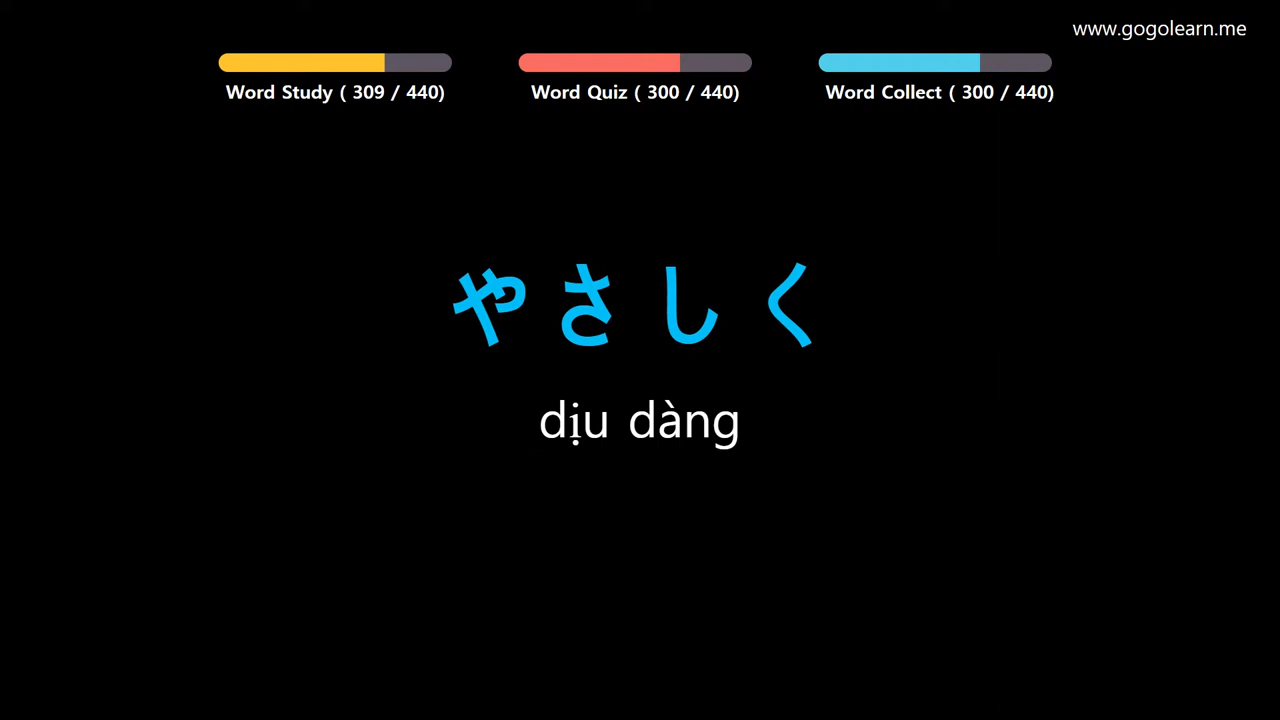 www.gogolearn.me
Word Study ( 309 / 440)
Word Quiz ( 300 / 440)
Word Collect ( 300 / 440)
やさしく
dịu dàng